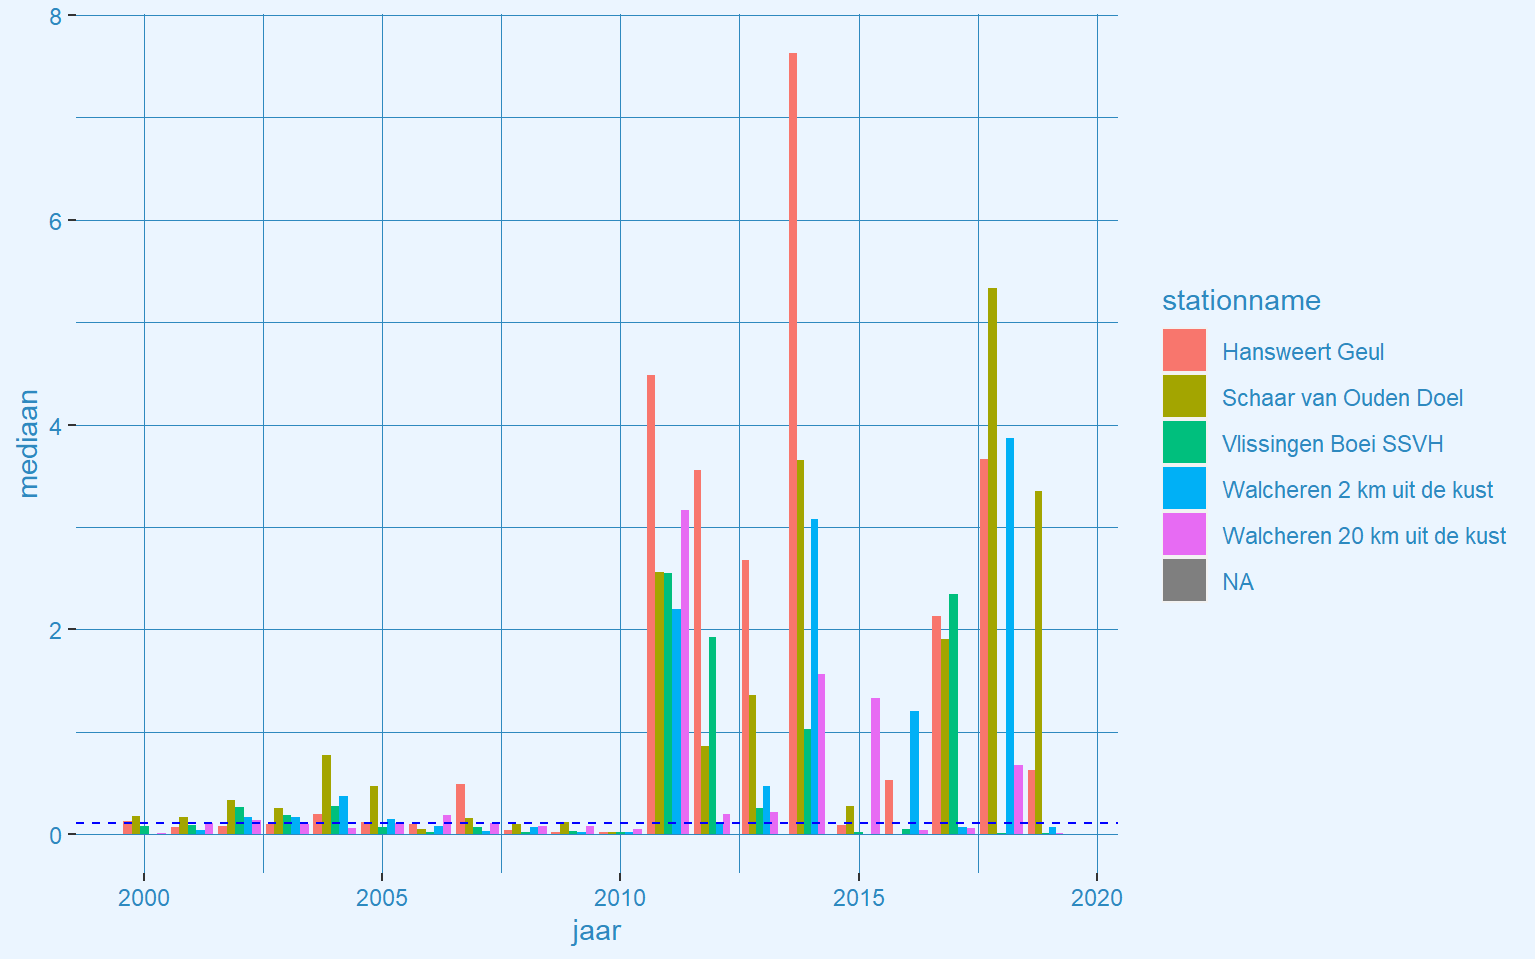 8
6
4
2
0
mediaan
2000
2005
2010
2015
2020
jaar
stationname
Hansweert Geul
Schaar van Ouden Doel
Vlissingen Boei SSVH
Walcheren 2 km uit de kust
Walcheren 20 km uit de kust
NA